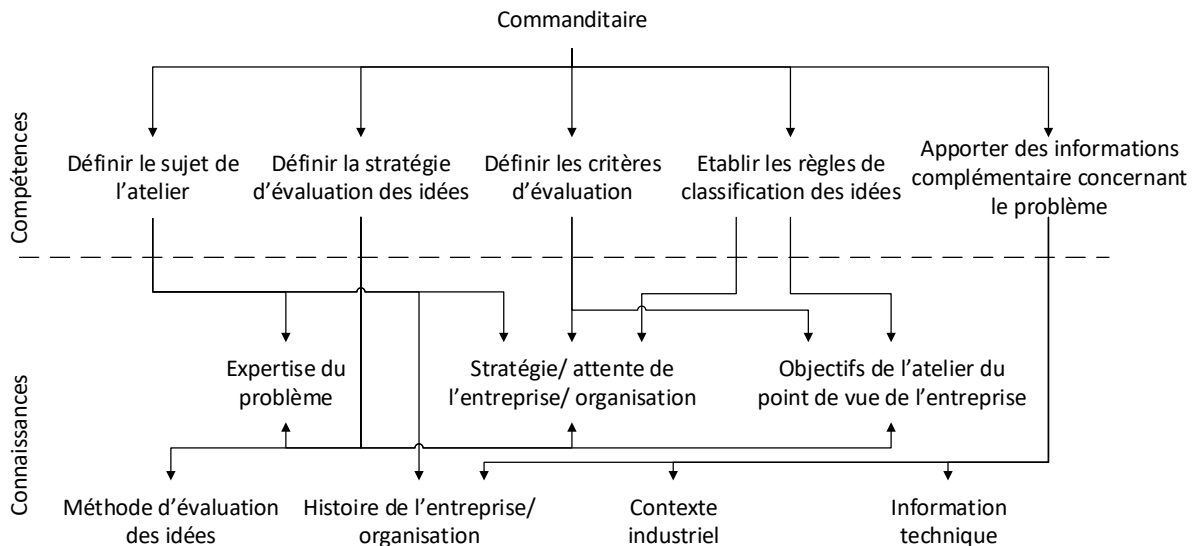 Commanditaire
Compétences
Définir le sujet de
l’atelier
Définir la stratégie
d’évaluation des idées
Définir les critères
d’évaluation
Etablir les règles de
classification des idées
Apporter des informations
complémentaire concernant
le problème
Connaissances
Expertise du
problème
Stratégie/ attente de
l’entreprise/ organisation
Objectifs de l’atelier du
point de vue de l’entreprise
Méthode d’évaluation
des idées
Histoire de l’entreprise/
organisation
Contexte
industriel
Information
technique